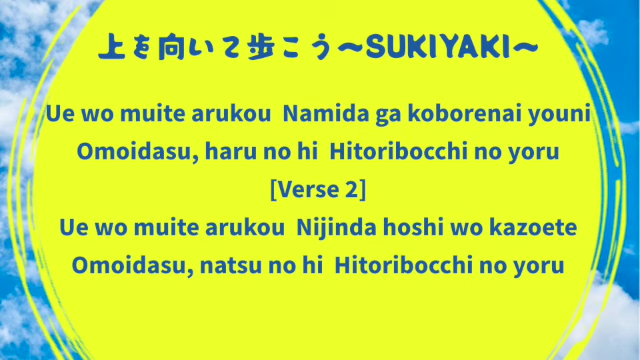 上を向いて歩こう～SUKIYAKI～
Ue wo muite arukou Namida ga koborenai youni
Omoidasu, haru no hi Hitoribocchi no yoru
[Verse 2]
Ue wo muite arukou Nijinda hoshi wo kazoete
Omoidasu, natsu no hi Hitoribocchi no yoru